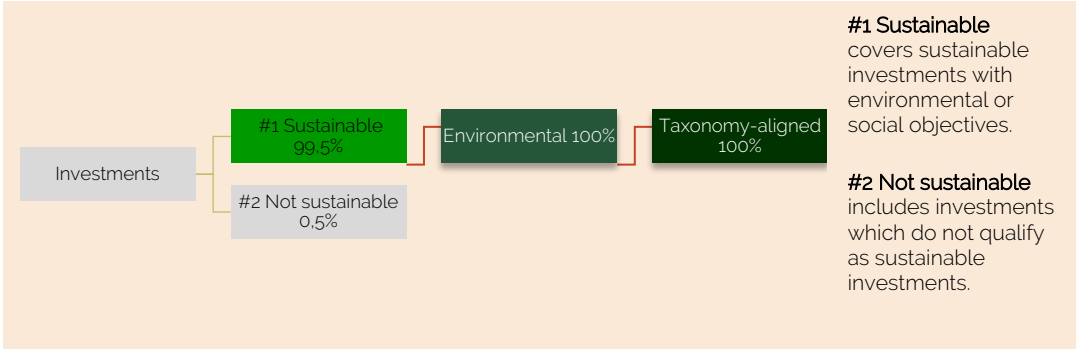 Investments
#1 Sustainable
99,5%
#2 Not sustainable
0,5%
Environmental 100%
Taxonomy-aligned
100%
#1 Sustainable
covers sustainable
investments with
environmental or
social objectives.
#2 Not sustainable
includes investments
which do not qualify
as sustainable
investments.